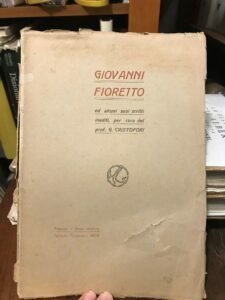 GIOVANNI
FIORETTO
ed alcuni suoi scritti
inediti, per cura del
prof. G. CRISTOFORI